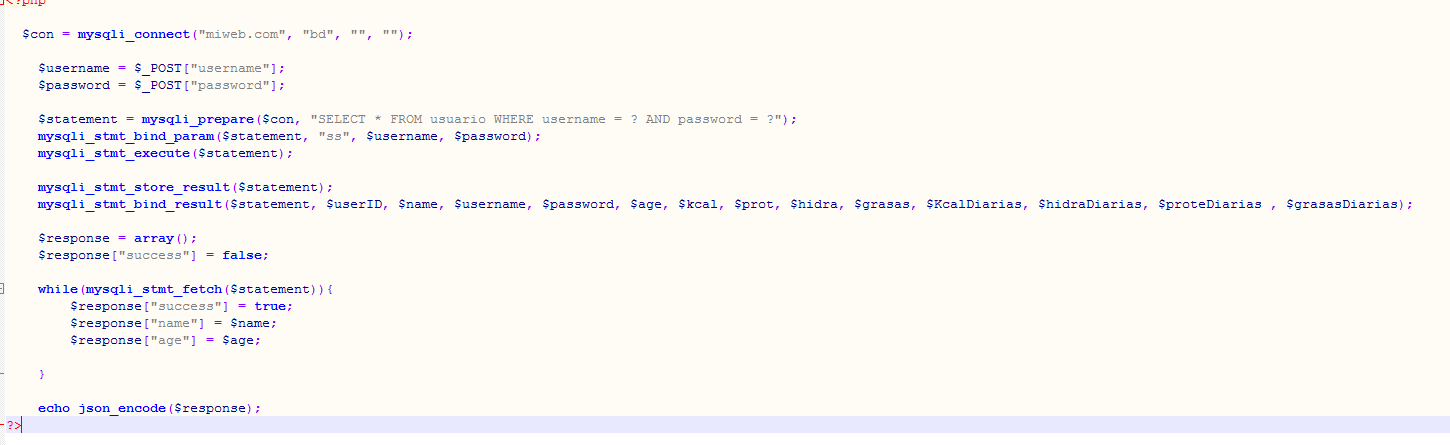 <?php
$con = mysqli_connect("miweb.com", "bd", "", "");
$username = $_POST["username"];
$password = $_POST["password"];
$statement = mysqli_prepare($con, "SELECT * FROM usuario WHERE username = ? AND password = ?");
mysqli_stmt_bind_param($statement, "ss", $username, $password);
mysqli_stmt_execute($statement);
mysqli_stmt_store_result($statement);
mysqli_stmt_bind_result($statement, $userID, $name, $username, $password, $age, $kcal, $prot, $hidra, $grasas, $KcalDiarias, $hidraDiarias, $proteDiarias , $grasasDiarias);
$response = array();
$response["success"] = false;
while(mysqli_stmt_fetch($statement)){
$response["success"] = true;
$response["name"] = $name;
$response["age"] = $age;
}
echo json_encode($response);
?>